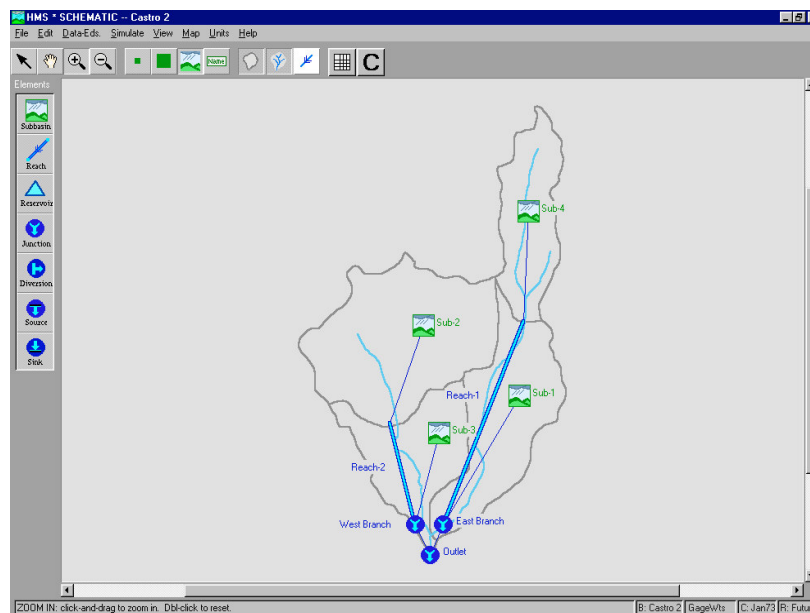 HMS * SCHEMATIC -- Castro 2
File Edit Data-Eds. Simulate View Map Units Help
Name
C
Elements
Subbasin
Reach
Reservoir
Junction
Diversion
Source
Sink
Sub-4
Sub-2
Sub-1
Reach-1
Sub-3
Reach-2
West Branch
East Branch
Outlet
ZOOM IN: click-and-drag to zoom in. Dbl-click to reset.
B: Castro 2 GageWts C: Jan73 R: Futu